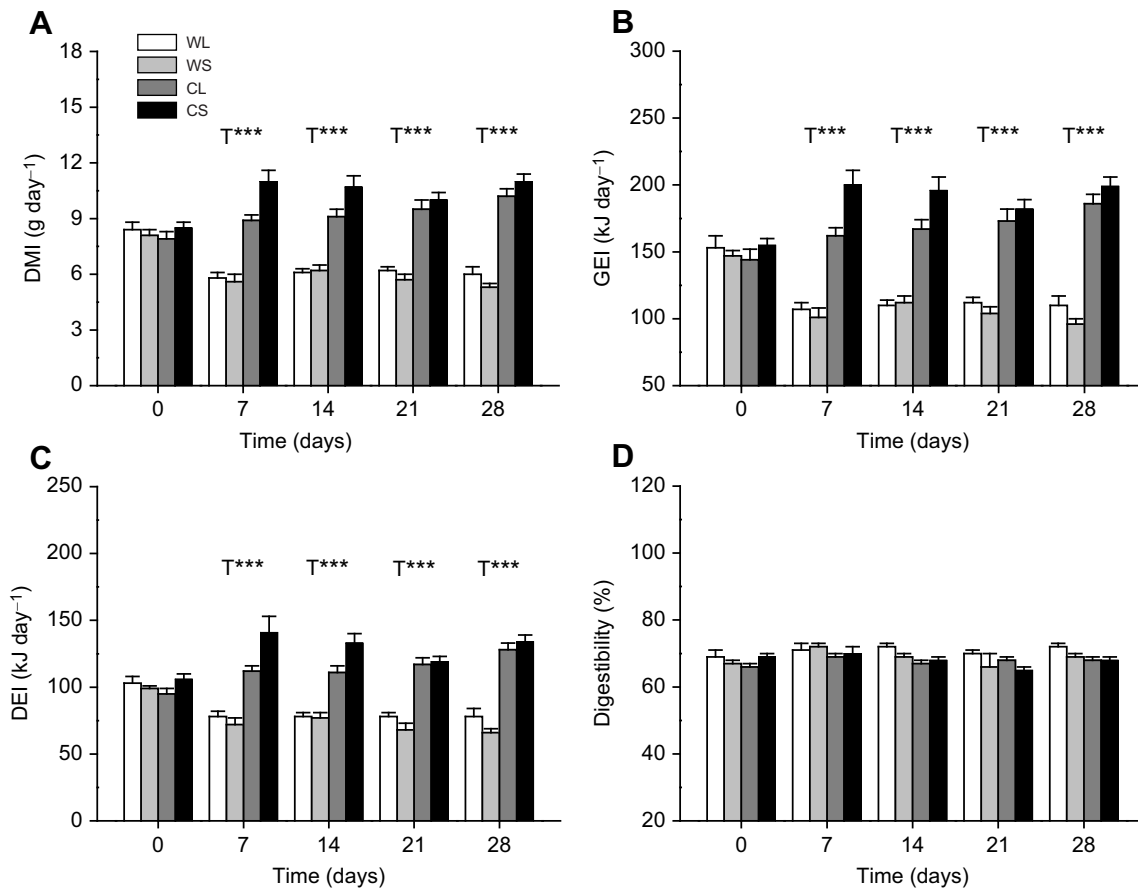 A
WL
WS
CL
CS
18
15
12
9
6
3
0
DMI (g day⁻¹)
T*** T*** T*** T***
0 7 14 21 28
Time (days)
B
300
250
200
150
100
50
GEI (kJ day⁻¹)
T*** T*** T*** T***
0 7 14 21 28
Time (days)
C
250
200
150
100
50
0
DEI (kJ day⁻¹)
T*** T*** T*** T***
0 7 14 21 28
Time (days)
D
120
100
80
60
40
20
Digestibility (%)
0 7 14 21 28
Time (days)